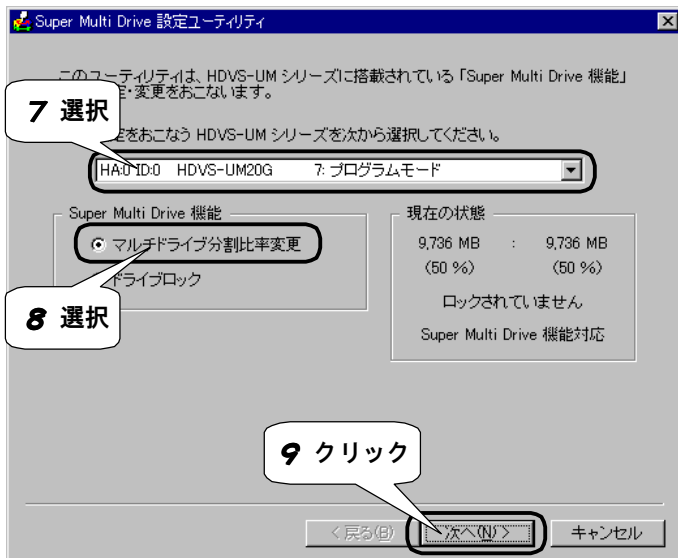 Super Multi Drive 設定ユーティリティ
このユーティリティは、HDVS-UM シリーズに搭載されている「Super Multi Drive 機能」
定・変更をおこないます。
7 選択
定をおこなう HDVS-UM シリーズを次から選択してください。
HA:0 ID:0 HDVS-UM20G 7: プログラムモード
Super Multi Drive 機能
マルチドライブ分割比率変更
ドライブロック
8 選択
現在の状態
9,736 MB : 9,736 MB
(50 %) (50 %)
ロックされていません
Super Multi Drive 機能対応
9 クリック
< 戻る(B) 次へ(N) > キャンセル